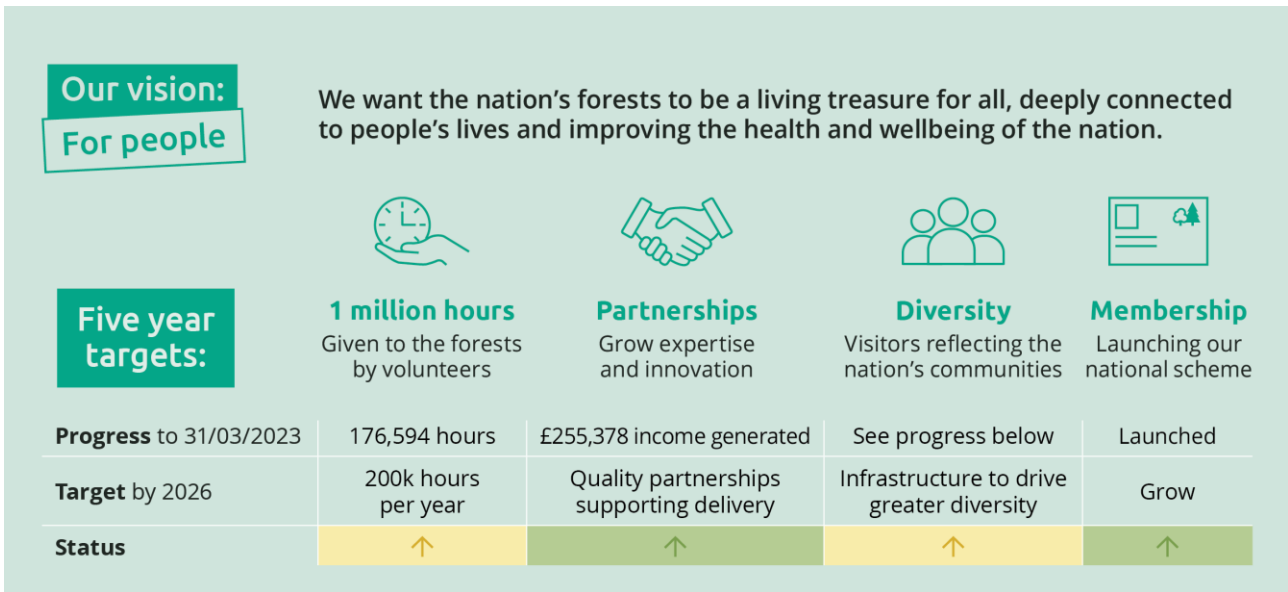 Our vision:
For people
We want the nation's forests to be a living treasure for all, deeply connected
to people's lives and improving the health and wellbeing of the nation.
Five year
targets:
1 million hours
Given to the forests
by volunteers
Partnerships
Grow expertise
and innovation
Diversity
Visitors reflecting the
nation's communities
Membership
Launching our
national scheme
Progress to 31/03/2023
176,594 hours
£255,378 income generated
See progress below
Launched
Target by 2026
200k hours
per year
Quality partnerships
supporting delivery
Infrastructure to drive
greater diversity
Grow
Status
↑
↑
↑
↑